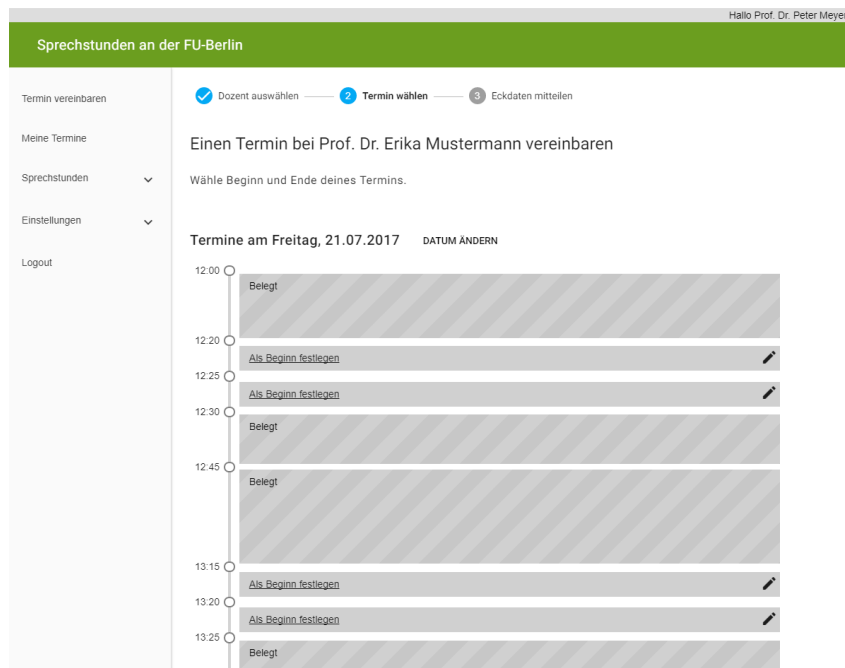 Hallo Prof. Dr. Peter Meyer
Sprechstunden an der FU-Berlin
Termin vereinbaren
Meine Termine
Sprechstunden
Einstellungen
Logout
Dozent auswählen 2 Termin wählen 3 Eckdaten mitteilen
Einen Termin bei Prof. Dr. Erika Mustermann vereinbaren
Wähle Beginn und Ende deines Termins.
Termine am Freitag, 21.07.2017 DATUM ÄNDERN
12:00
Belegt
12:20
Als Beginn festlegen
12:25
Als Beginn festlegen
12:30
Belegt
12:45
Belegt
13:15
Als Beginn festlegen
13:20
Als Beginn festlegen
13:25
Belegt